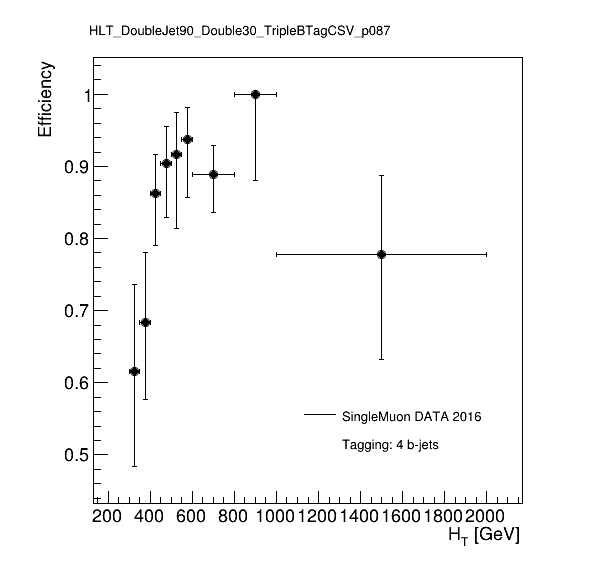 HLT_DoubleJet90_Double30_TripleBTagCSV_p087
Efficiency
1
0.9
0.8
0.7
0.6
0.5
SingleMuon DATA 2016
Tagging: 4 b-jets
200 400 600 800 1000 1200 1400 1600 1800 2000
H_T [GeV]